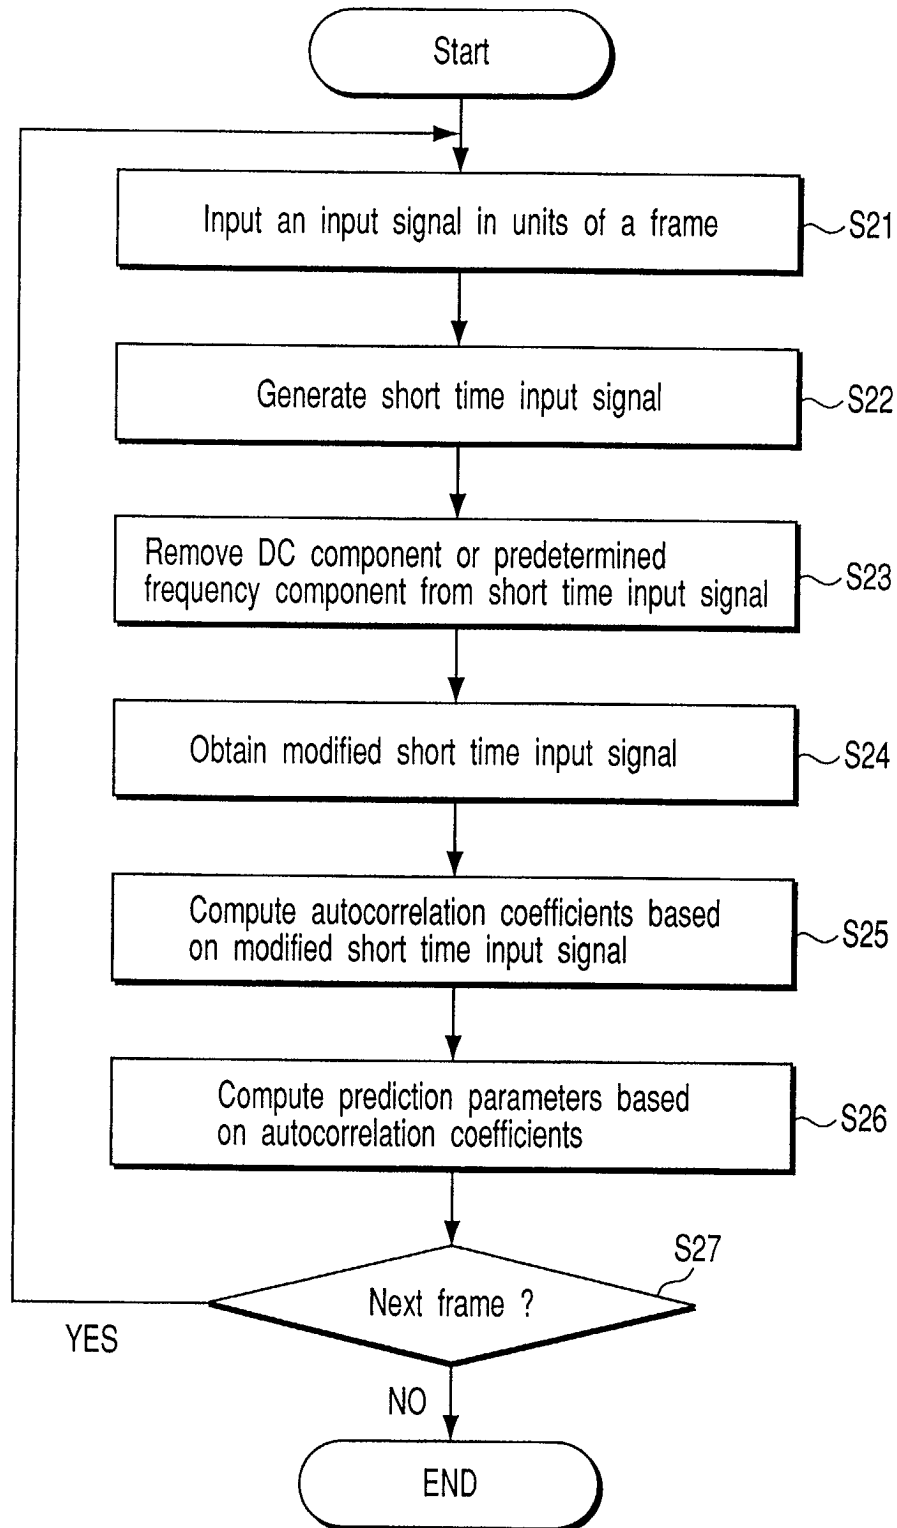 Start
Input an input signal in units of a frame
S21
Generate short time input signal
S22
Remove DC component or predetermined
frequency component from short time input signal
S23
Obtain modified short time input signal
S24
Compute autocorrelation coefficients based
on modified short time input signal
S25
Compute prediction parameters based
on autocorrelation coefficients
S26
S27
Next frame ?
YES
NO
END